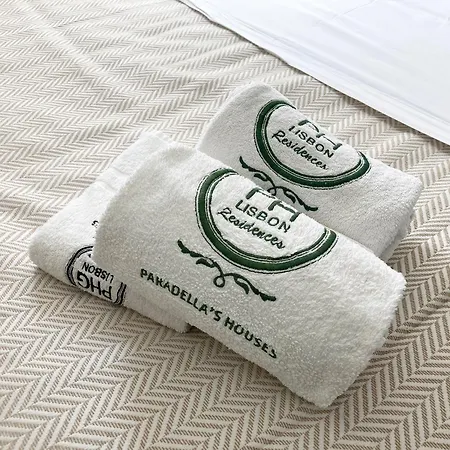 LISBON
Residences
LISBON
Residences
PARADELLA'S HOUSES
PHG
LISBON